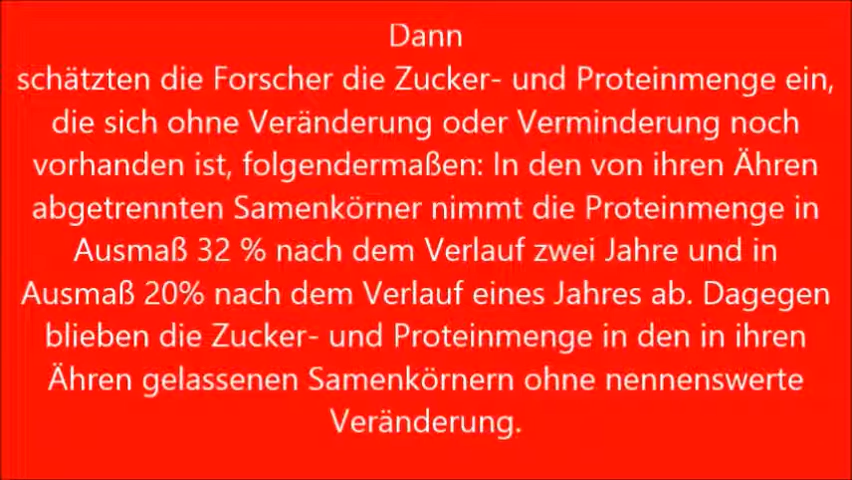 Dann
schätzten die Forscher die Zucker- und Proteinmenge ein,
die sich ohne Veränderung oder Verminderung noch
vorhanden ist, folgendermaßen: In den von ihren Ähren
abgetrennten Samenkörner nimmt die Proteinmenge in
Ausmaß 32 % nach dem Verlauf zwei Jahre und in
Ausmaß 20% nach dem Verlauf eines Jahres ab. Dagegen
blieben die Zucker- und Proteinmenge in den in ihren
Ähren gelassenen Samenkörnern ohne nennenswerte
Veränderung.